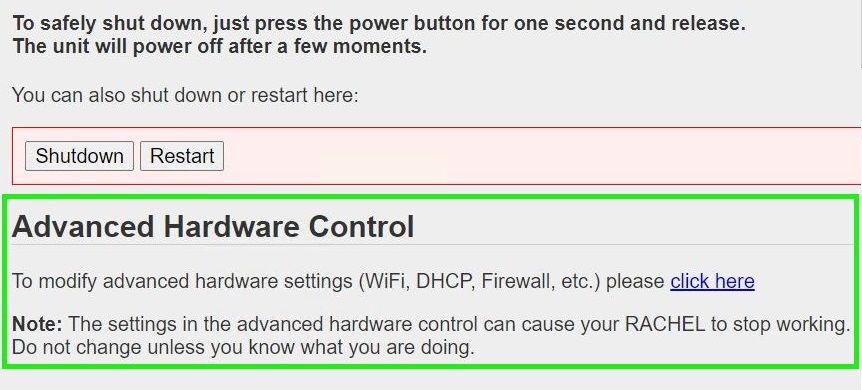 To safely shut down, just press the power button for one second and release.
The unit will power off after a few moments.
You can also shut down or restart here:
Shutdown Restart
Advanced Hardware Control
To modify advanced hardware settings (WiFi, DHCP, Firewall, etc.) please click here
Note: The settings in the advanced hardware control can cause your RACHEL to stop working.
Do not change unless you know what you are doing.